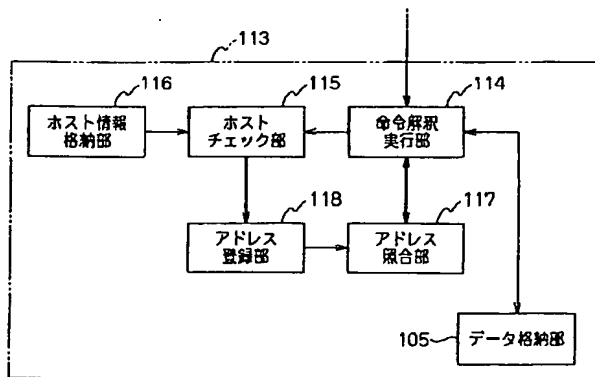 113
116
115
114
ホスト情報
格納部
ホスト
チェック部
命令解釈
実行部
118
117
アドレス
登録部
アドレス
照合部
105
データ格納部